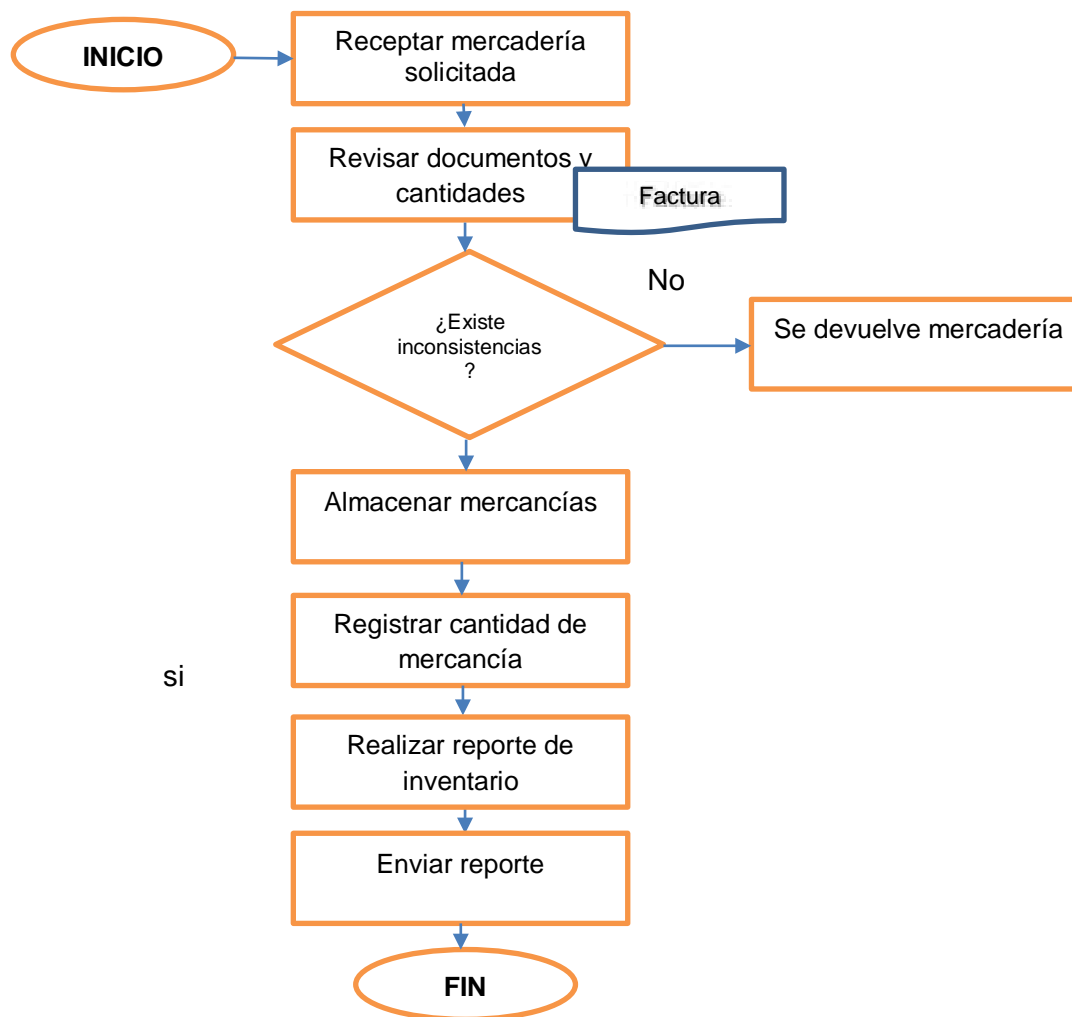 INICIO
Receptar mercadería
solicitada
Revisar documentos y
cantidades
Factura
No
¿Existe
inconsistencias
?
Se devuelve mercadería
Almacenar mercancías
Registrar cantidad de
mercancía
si
Realizar reporte de
inventario
Enviar reporte
FIN